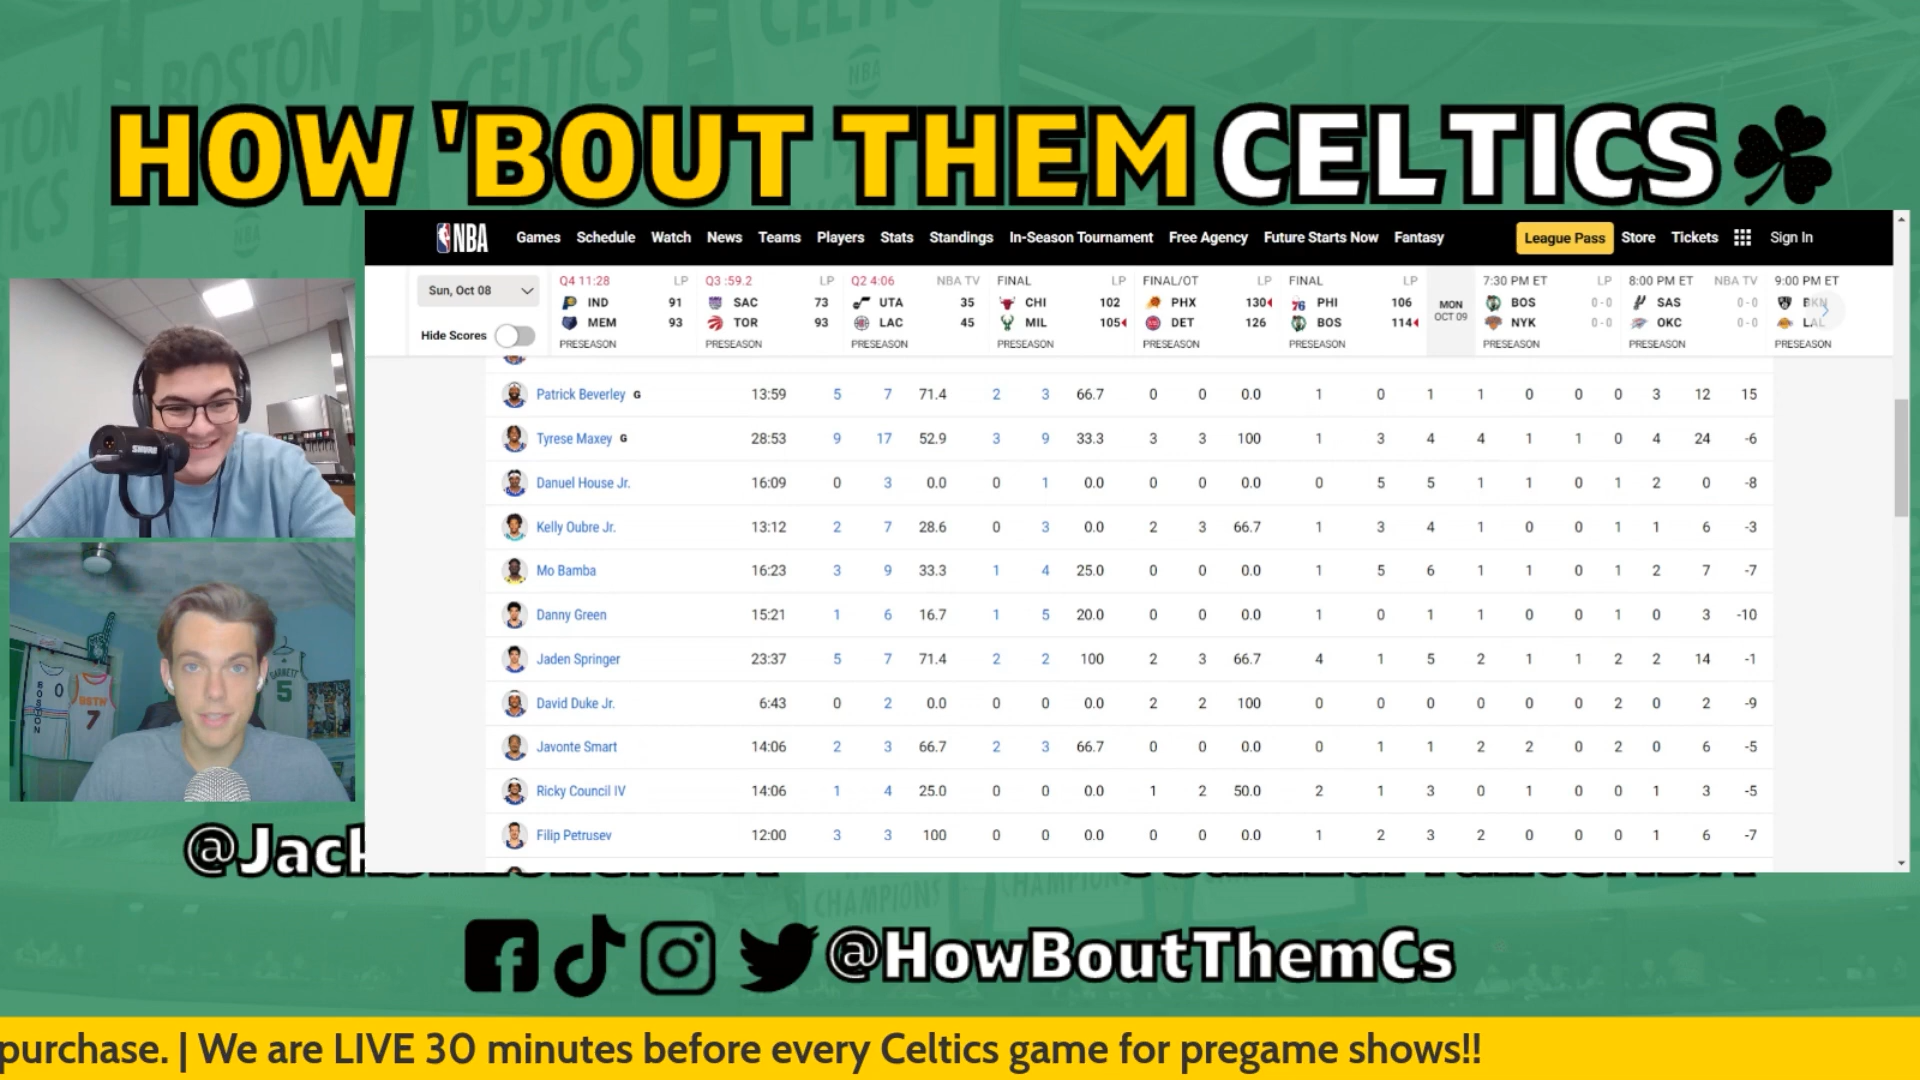 HOW 'BOUT THEM CELTICS
NBA Games Schedule Watch News Teams Players Stats Standings In-Season Tournament Free Agency Future Starts Now Fantasy League Pass Store Tickets Sign In
Sun, Oct 08
Hide Scores
Q4 11:28 LP
IND 91
MEM 93
PRESEASON
Q3 :59.2 LP
SAC 73
TOR 93
PRESEASON
Q2 4:06 NBA TV
UTA 35
LAC 45
PRESEASON
FINAL LP
CHI 102
MIL 105
PRESEASON
FINAL/OT LP
PHX 130
DET 126
PRESEASON
FINAL LP
PHI 106
BOS 114
PRESEASON
MON
OCT 09
7:30 PM ET LP
BOS 0-0
NYK 0-0
PRESEASON
8:00 PM ET NBA TV
SAS 0-0
OKC 0-0
PRESEASON
9:00 PM ET
BKN
LAL
PRESEASON
Patrick Beverley G 13:59 5 7 71.4 2 3 66.7 0 0 0.0 1 0 1 1 0 0 0 3 12 15
Tyrese Maxey G 28:53 9 17 52.9 3 9 33.3 3 3 100 1 3 4 4 1 1 0 4 24 -6
Danuel House Jr. 16:09 0 3 0.0 0 1 0.0 0 0 0.0 0 5 5 1 1 0 1 2 0 -8
Kelly Oubre Jr. 13:12 2 7 28.6 0 3 0.0 2 3 66.7 1 3 4 1 0 0 1 1 6 -3
Mo Bamba 16:23 3 9 33.3 1 4 25.0 0 0 0.0 1 5 6 1 1 0 1 2 7 -7
Danny Green 15:21 1 6 16.7 1 5 20.0 0 0 0.0 1 0 1 1 0 0 1 0 3 -10
Jaden Springer 23:37 5 7 71.4 2 2 100 2 3 66.7 4 1 5 2 1 1 2 2 14 -1
David Duke Jr. 6:43 0 2 0.0 0 0 0.0 2 2 100 0 0 0 0 0 0 2 0 2 -9
Javonte Smart 14:06 2 3 66.7 2 3 66.7 0 0 0.0 0 1 1 2 2 0 2 0 6 -5
Ricky Council IV 14:06 1 4 25.0 0 0 0.0 1 2 50.0 2 1 3 0 1 0 0 1 3 -5
Filip Petrusev 12:00 3 3 100 0 0 0.0 0 0 0.0 1 2 3 2 0 0 0 1 6 -7
SHURE
BOSTON
0
BSTN
7
GARNETT
5
@Jack
@HowBoutThemCs
purchase. | We are LIVE 30 minutes before every Celtics game for pregame shows!!